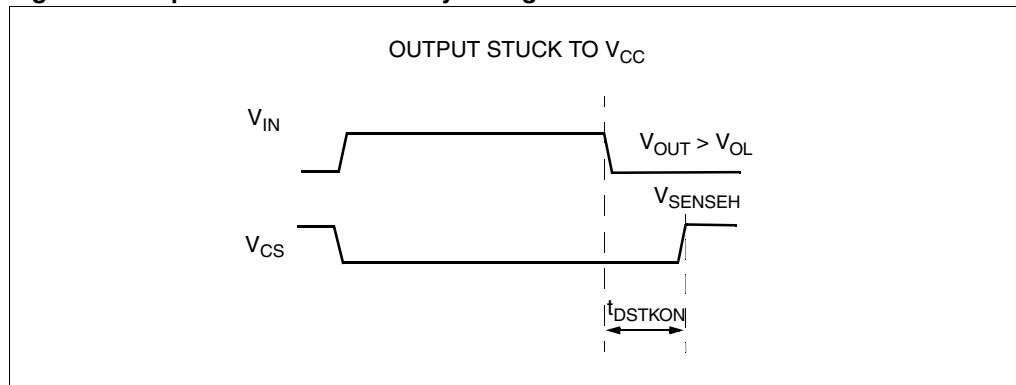 OUTPUT STUCK TO VCC
VIN
VOUT > VOL
VSENSEH
VCS
tDSTKON